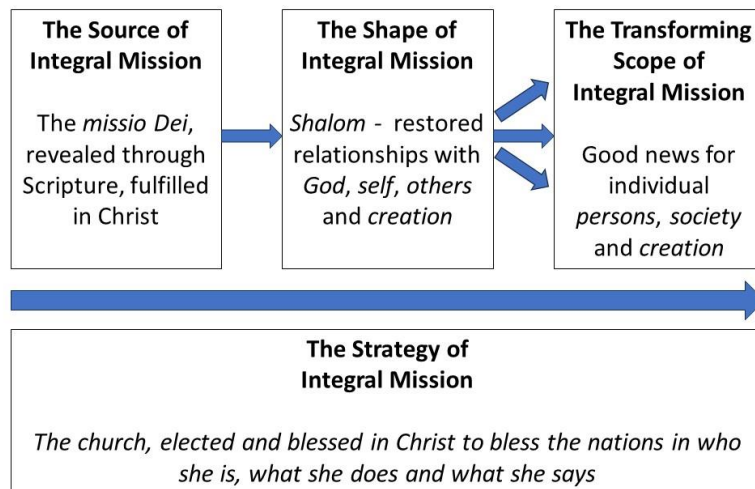 The Source of
Integral Mission
The missio Dei,
revealed through
Scripture, fulfilled
in Christ
The Shape of
Integral Mission
Shalom - restored
relationships with
God, self, others
and creation
The Transforming
Scope of
Integral Mission
Good news for
individual
persons, society
and creation
The Strategy of
Integral Mission
The church, elected and blessed in Christ to bless the nations in who
she is, what she does and what she says